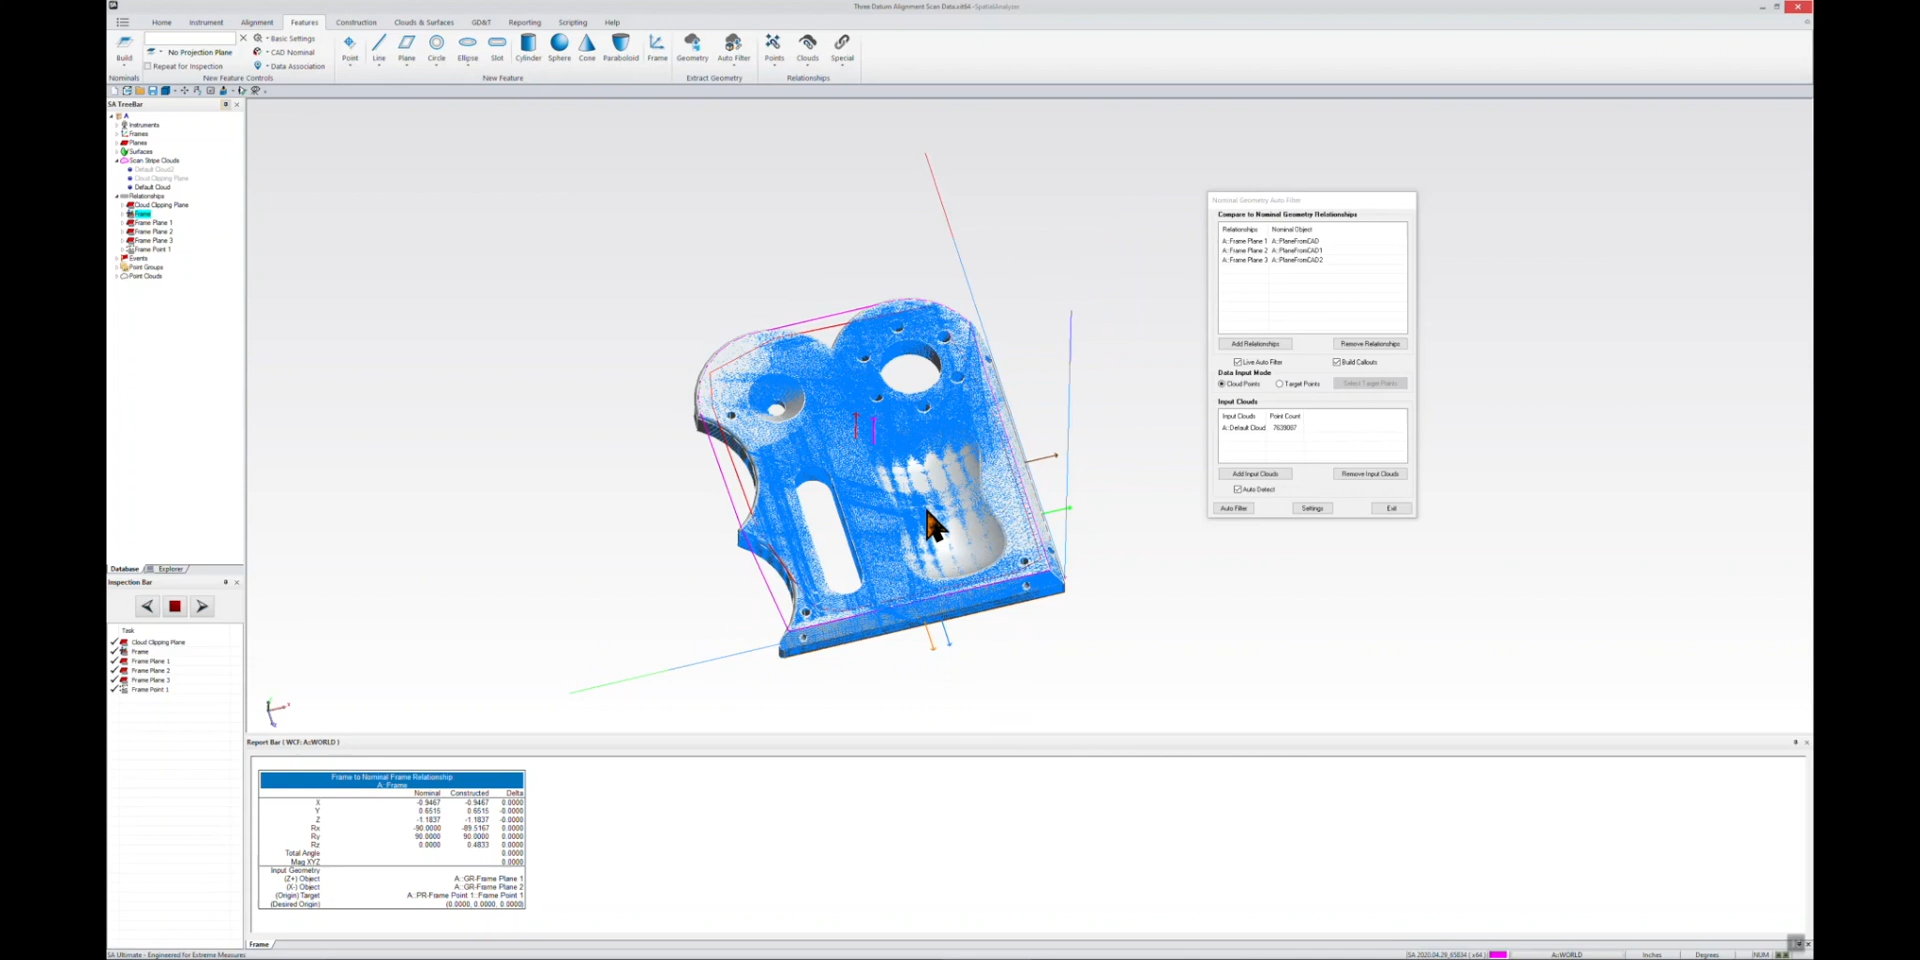 Three Datum Alignment Scan Data.xit64 - SpatialAnalyzer
Home Instrument Alignment Features Construction Clouds & Surfaces GD&T Reporting Scripting Help
Basic Settings
No Projection Plane CAD Nominal
Build Repeat for Inspection Data Association
Point Line Plane Circle Ellipse Slot Cylinder Sphere Cone Paraboloid Frame Geometry Auto Filter Points Clouds Special
Nominals New Feature Controls New Feature Extract Geometry Relationships
SA TreeBar
A
Instruments
Frames
Planes
Surfaces
Scan Stripe Clouds
Default Cloud2
Cloud Clipping Plane
Default Cloud
Relationships
Cloud Clipping Plane
Frame
Frame Plane 1
Frame Plane 2
Frame Plane 3
Frame Point 1
Events
Point Groups
Point Clouds
Database Explorer
Inspection Bar
Task
Cloud Clipping Plane
Frame
Frame Plane 1
Frame Plane 2
Frame Plane 3
Frame Point 1
Nominal Geometry Auto Filter
Compare to Nominal Geometry Relationships
Relationships Nominal Object
A::Frame Plane 1 A::PlaneFromCAD
A::Frame Plane 2 A::PlaneFromCAD1
A::Frame Plane 3 A::PlaneFromCAD2
Add Relationships Remove Relationships
Live Auto Filter Build Callouts
Data Input Mode
Cloud Points Target Points Select Target Points
Input Clouds
Input Clouds Point Count
A::Default Cloud 7639087
Add Input Clouds Remove Input Clouds
Auto Detect
Auto Filter Settings Exit
Report Bar ( WCF: A::WORLD )
Frame to Nominal Frame Relationship
A::Frame
Nominal Constructed Delta
X -0.9467 -0.9467 0.0000
Y 0.6515 0.6515 -0.0000
Z -1.1837 -1.1837 0.0000
Rx -90.0000 -89.5167 0.0000
Ry 90.0000 90.0000 0.0000
Rz 0.0000 0.4833 0.0000
Total Angle 0.0000
Mag XYZ 0.0000
Input Geometry
(Z+) Object A::GR-Frame Plane 1
(X-) Object A::GR-Frame Plane 2
(Origin) Target A::PR-Frame Point 1::Frame Point 1
(Desired Origin) (0.0000, 0.0000, 0.0000)
Frame
SA Ultimate - Engineered for Extreme Measures SA 2020.04.29_65834 (x64) A::WORLD Inches Degrees NUM